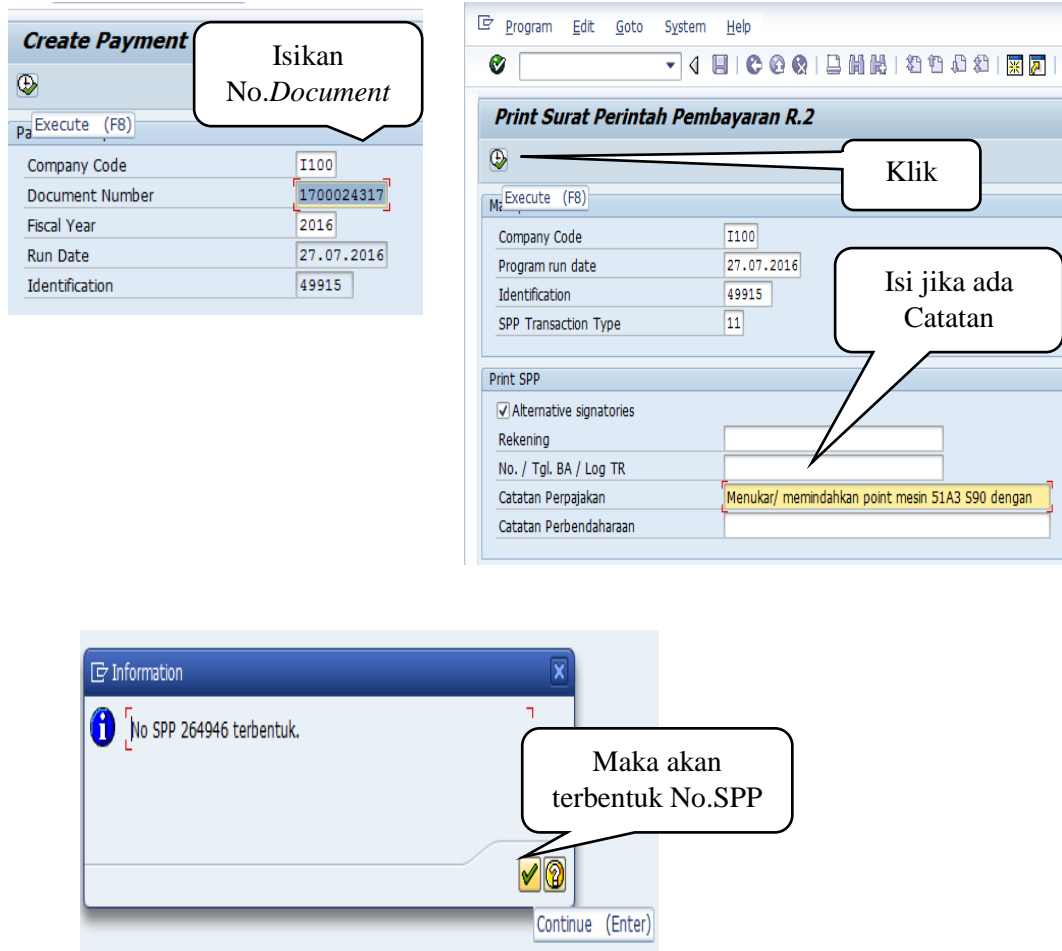 Create Payment
Isikan
No.Document
Execute (F8)
Pa
Company Code I100
Document Number 1700024317
Fiscal Year 2016
Run Date 27.07.2016
Identification 49915
Program Edit Goto System Help
Print Surat Perintah Pembayaran R.2
Klik
Execute (F8)
Company Code I100
Program run date 27.07.2016
Identification 49915
SPP Transaction Type 11
Isi jika ada
Catatan
Print SPP
Alternative signatories
Rekening
No. / Tgl. BA / Log TR
Catatan Perpajakan Menukar/ memindahkan point mesin 51A3 S90 dengan
Catatan Perbendaharaan
Information
No SPP 264946 terbentuk.
Maka akan
terbentuk No.SPP
Continue (Enter)